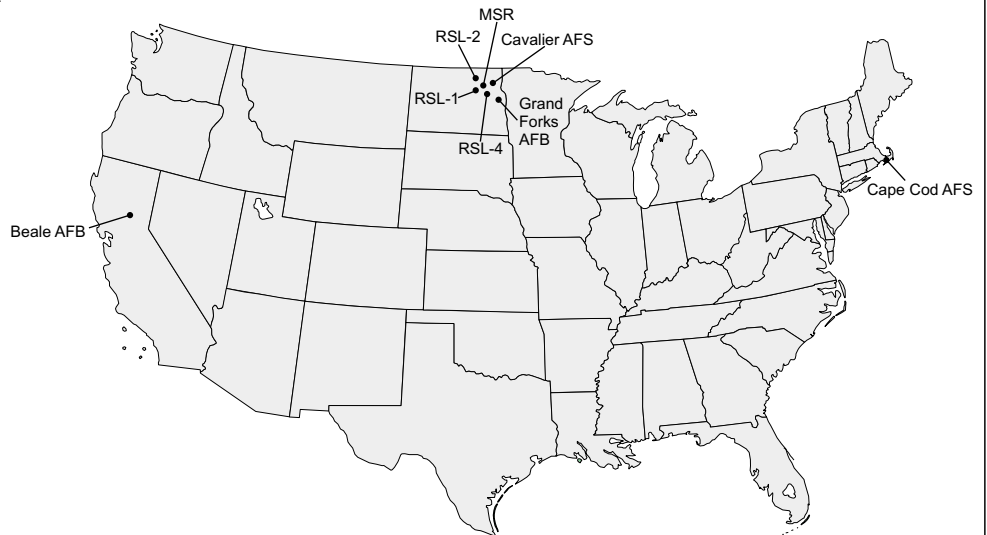 MSR
RSL-2
Cavalier AFS
RSL-1
Grand
Forks
AFB
RSL-4
Cape Cod AFS
Beale AFB